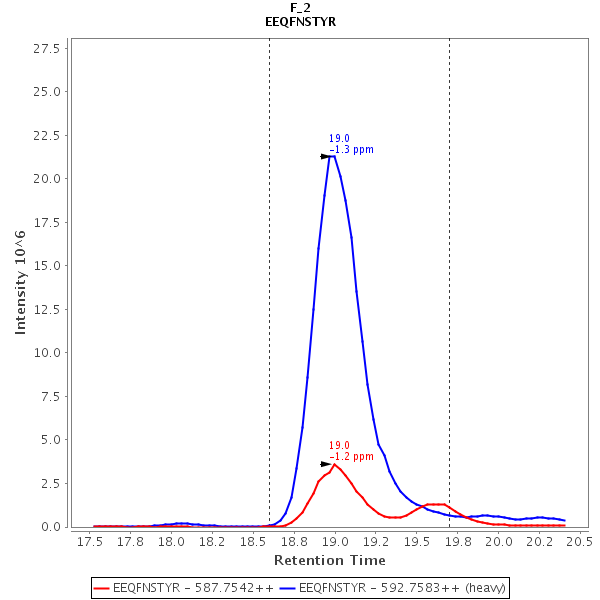 F_2
EEQFNSTYR
27.5
25.0
22.5
20.0
17.5
15.0
12.5
10.0
7.5
5.0
2.5
0.0
Intensity 10^6
19.0
-1.3 ppm
19.0
-1.2 ppm
17.5 17.8 18.0 18.2 18.5 18.8 19.0 19.2 19.5 19.8 20.0 20.2 20.5
Retention Time
EEQFNSTYR - 587.7542++ EEQFNSTYR - 592.7583++ (heavy)